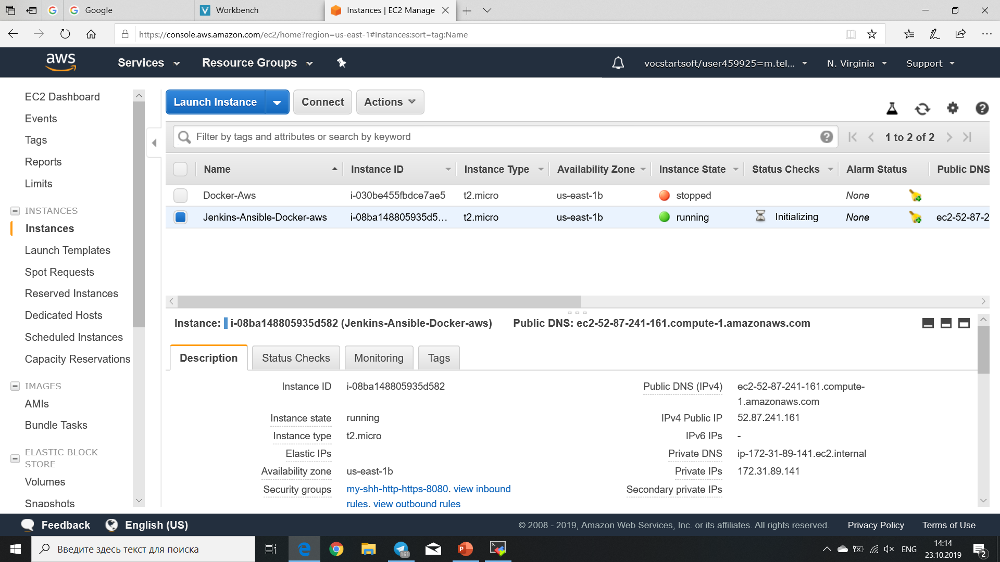 Google
Workbench
Instances | EC2 Manage
https://console.aws.amazon.com/ec2/home?region=us-east-1#Instances:sort=tag:Name
aws
Services
Resource Groups
vocstartsoft/user459925=m.tel...
N. Virginia
Support
EC2 Dashboard
Events
Tags
Reports
Limits
INSTANCES
Instances
Launch Templates
Spot Requests
Reserved Instances
Dedicated Hosts
Scheduled Instances
Capacity Reservations
IMAGES
AMIs
Bundle Tasks
ELASTIC BLOCK
STORE
Volumes
Snapshots
Launch Instance
Connect
Actions
Filter by tags and attributes or search by keyword
1 to 2 of 2
Name Instance ID Instance Type Availability Zone Instance State Status Checks Alarm Status Public DNS
Docker-Aws i-030be455fbdce7ae5 t2.micro us-east-1b stopped None
Jenkins-Ansible-Docker-aws i-08ba148805935d5... t2.micro us-east-1b running Initializing None ec2-52-87-2
Instance: i-08ba148805935d582 (Jenkins-Ansible-Docker-aws) Public DNS: ec2-52-87-241-161.compute-1.amazonaws.com
Description
Status Checks
Monitoring
Tags
Instance ID i-08ba148805935d582
Instance state running
Instance type t2.micro
Elastic IPs
Availability zone us-east-1b
Security groups my-shh-http-https-8080. view inbound
rules. view outbound rules
Public DNS (IPv4) ec2-52-87-241-161.compute-
1.amazonaws.com
IPv4 Public IP 52.87.241.161
IPv6 IPs -
Private DNS ip-172-31-89-141.ec2.internal
Private IPs 172.31.89.141
Secondary private IPs
Feedback
English (US)
© 2008 - 2019, Amazon Web Services, Inc. or its affiliates. All rights reserved.
Privacy Policy
Terms of Use
Введите здесь текст для поиска
161
ENG
14:14
23.10.2019
2